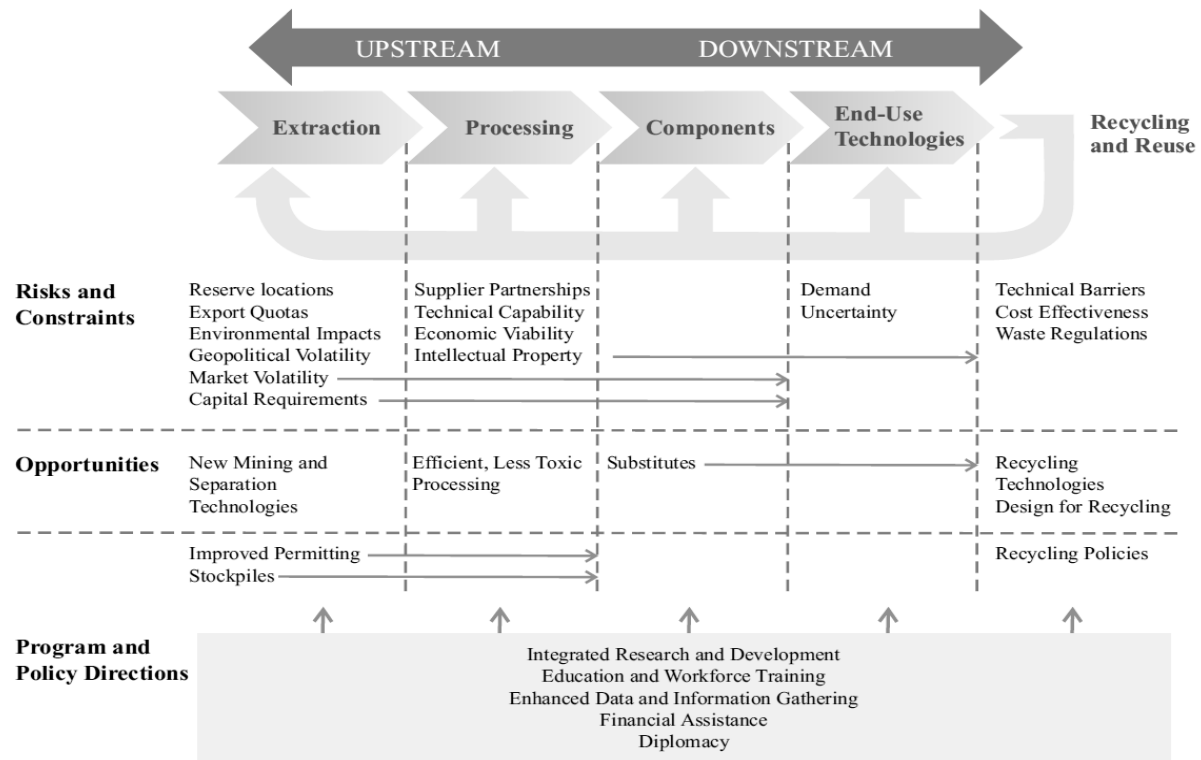 UPSTREAM
DOWNSTREAM
Extraction
Processing
Components
End-Use
Technologies
Recycling
and Reuse
Risks and
Constraints
Reserve locations
Export Quotas
Environmental Impacts
Geopolitical Volatility
Market Volatility
Capital Requirements
Supplier Partnerships
Technical Capability
Economic Viability
Intellectual Property
Demand
Uncertainty
Technical Barriers
Cost Effectiveness
Waste Regulations
Opportunities
New Mining and
Separation
Technologies
Efficient, Less Toxic
Processing
Substitutes
Recycling
Technologies
Design for Recycling
Improved Permitting
Stockpiles
Recycling Policies
Program and
Policy Directions
Integrated Research and Development
Education and Workforce Training
Enhanced Data and Information Gathering
Financial Assistance
Diplomacy